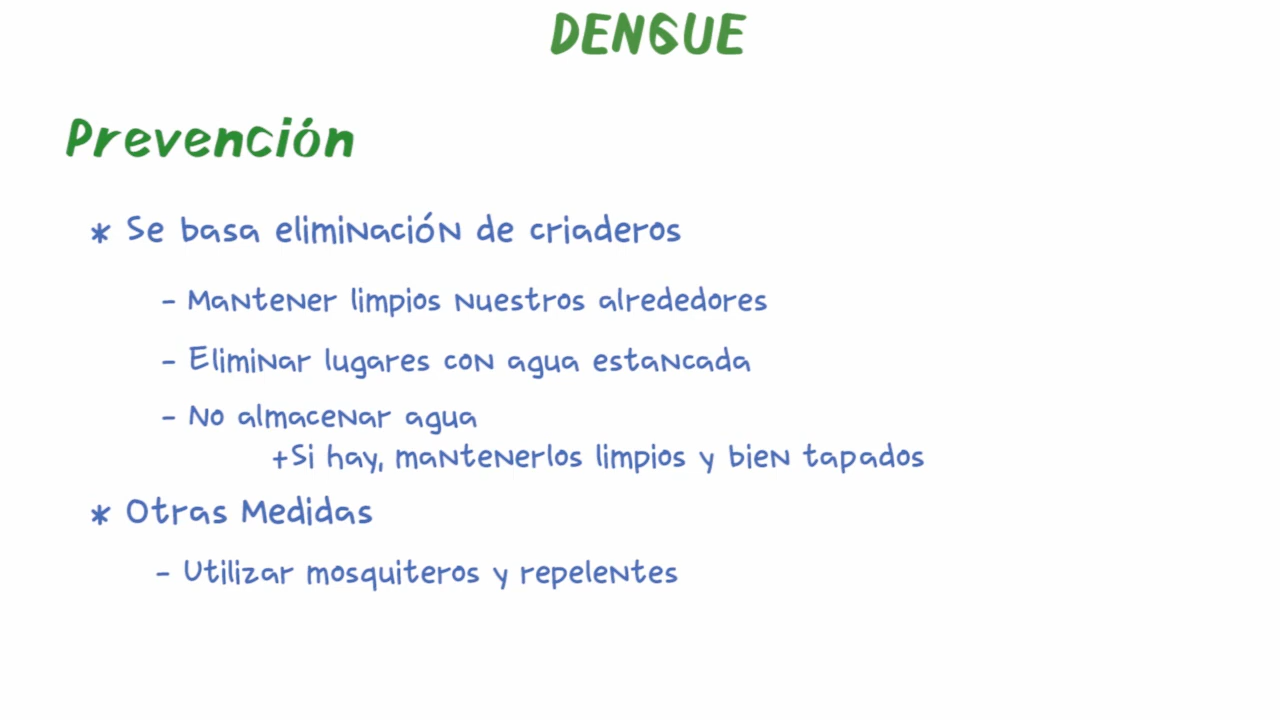 DENGUE
Prevención
* Se basa eliminación de criaderos
- Mantener limpios nuestros alrededores
- Eliminar lugares con agua estancada
- No almacenar agua
+Si hay, mantenerlos limpios y bien tapados
* Otras Medidas
- Utilizar mosquiteros y repelentes